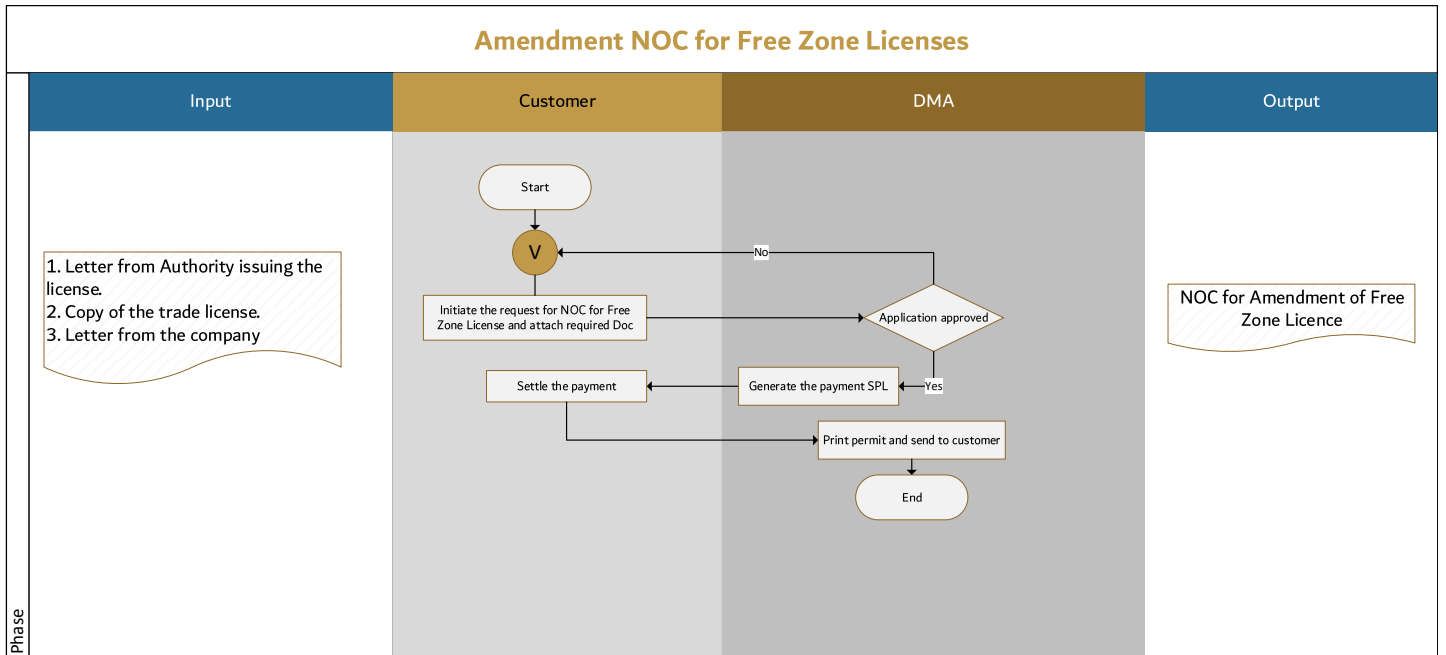 Amendment NOC for Free Zone Licenses
Input
Customer
DMA
Output
Start
V
No
1. Letter from Authority issuing the
license.
2. Copy of the trade license.
3. Letter from the company
Initiate the request for NOC for Free
Zone License and attach required Doc
Application approved
NOC for Amendment of Free
Zone Licence
Settle the payment
Generate the payment SPL
Yes
Print permit and send to customer
End
Phase